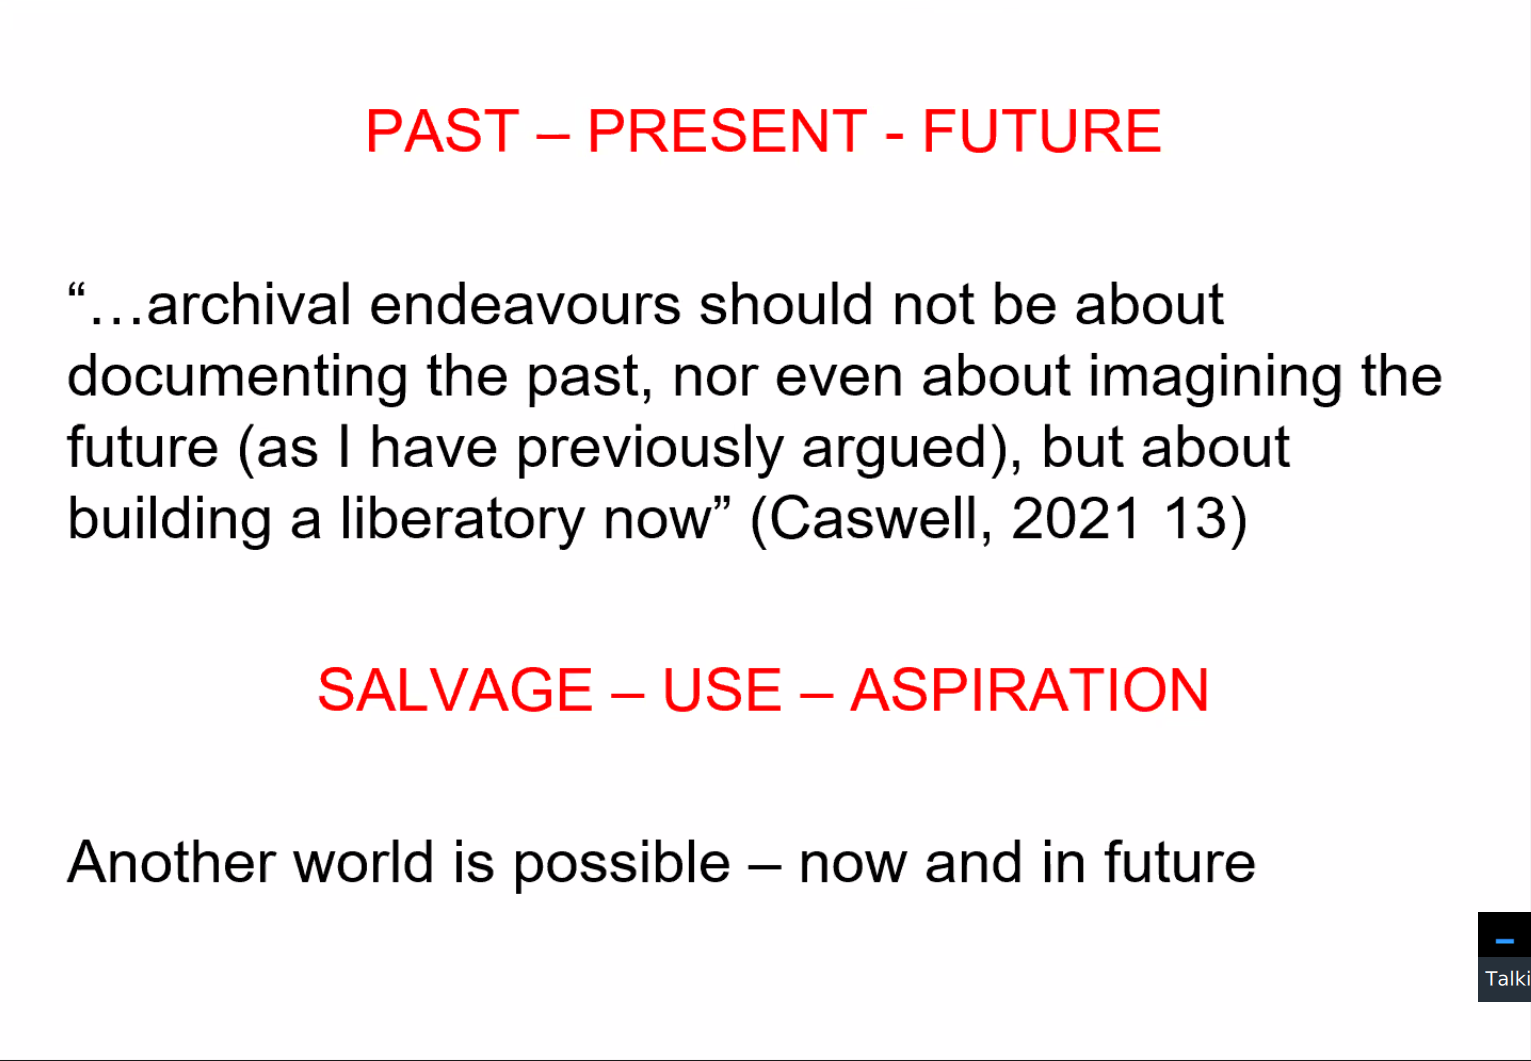 PAST – PRESENT - FUTURE
“…archival endeavours should not be about
documenting the past, nor even about imagining the
future (as I have previously argued), but about
building a liberatory now” (Caswell, 2021 13)
SALVAGE – USE – ASPIRATION
Another world is possible – now and in future
Talki